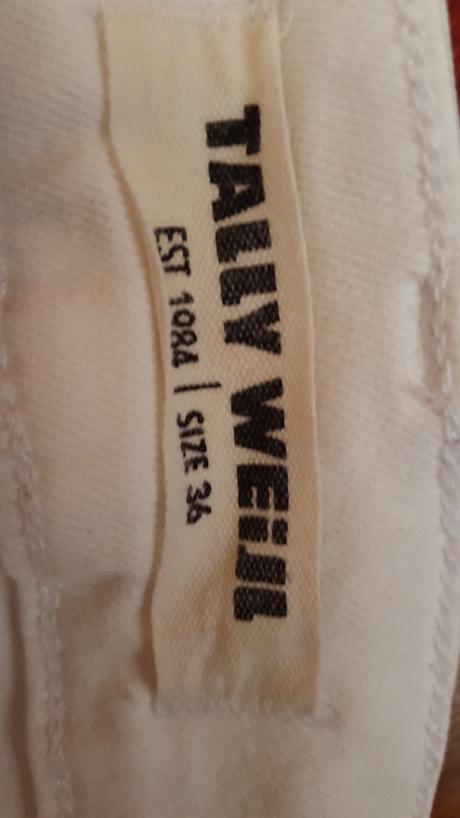 TALLY WEiJL
EST 1984 | SIZE 36